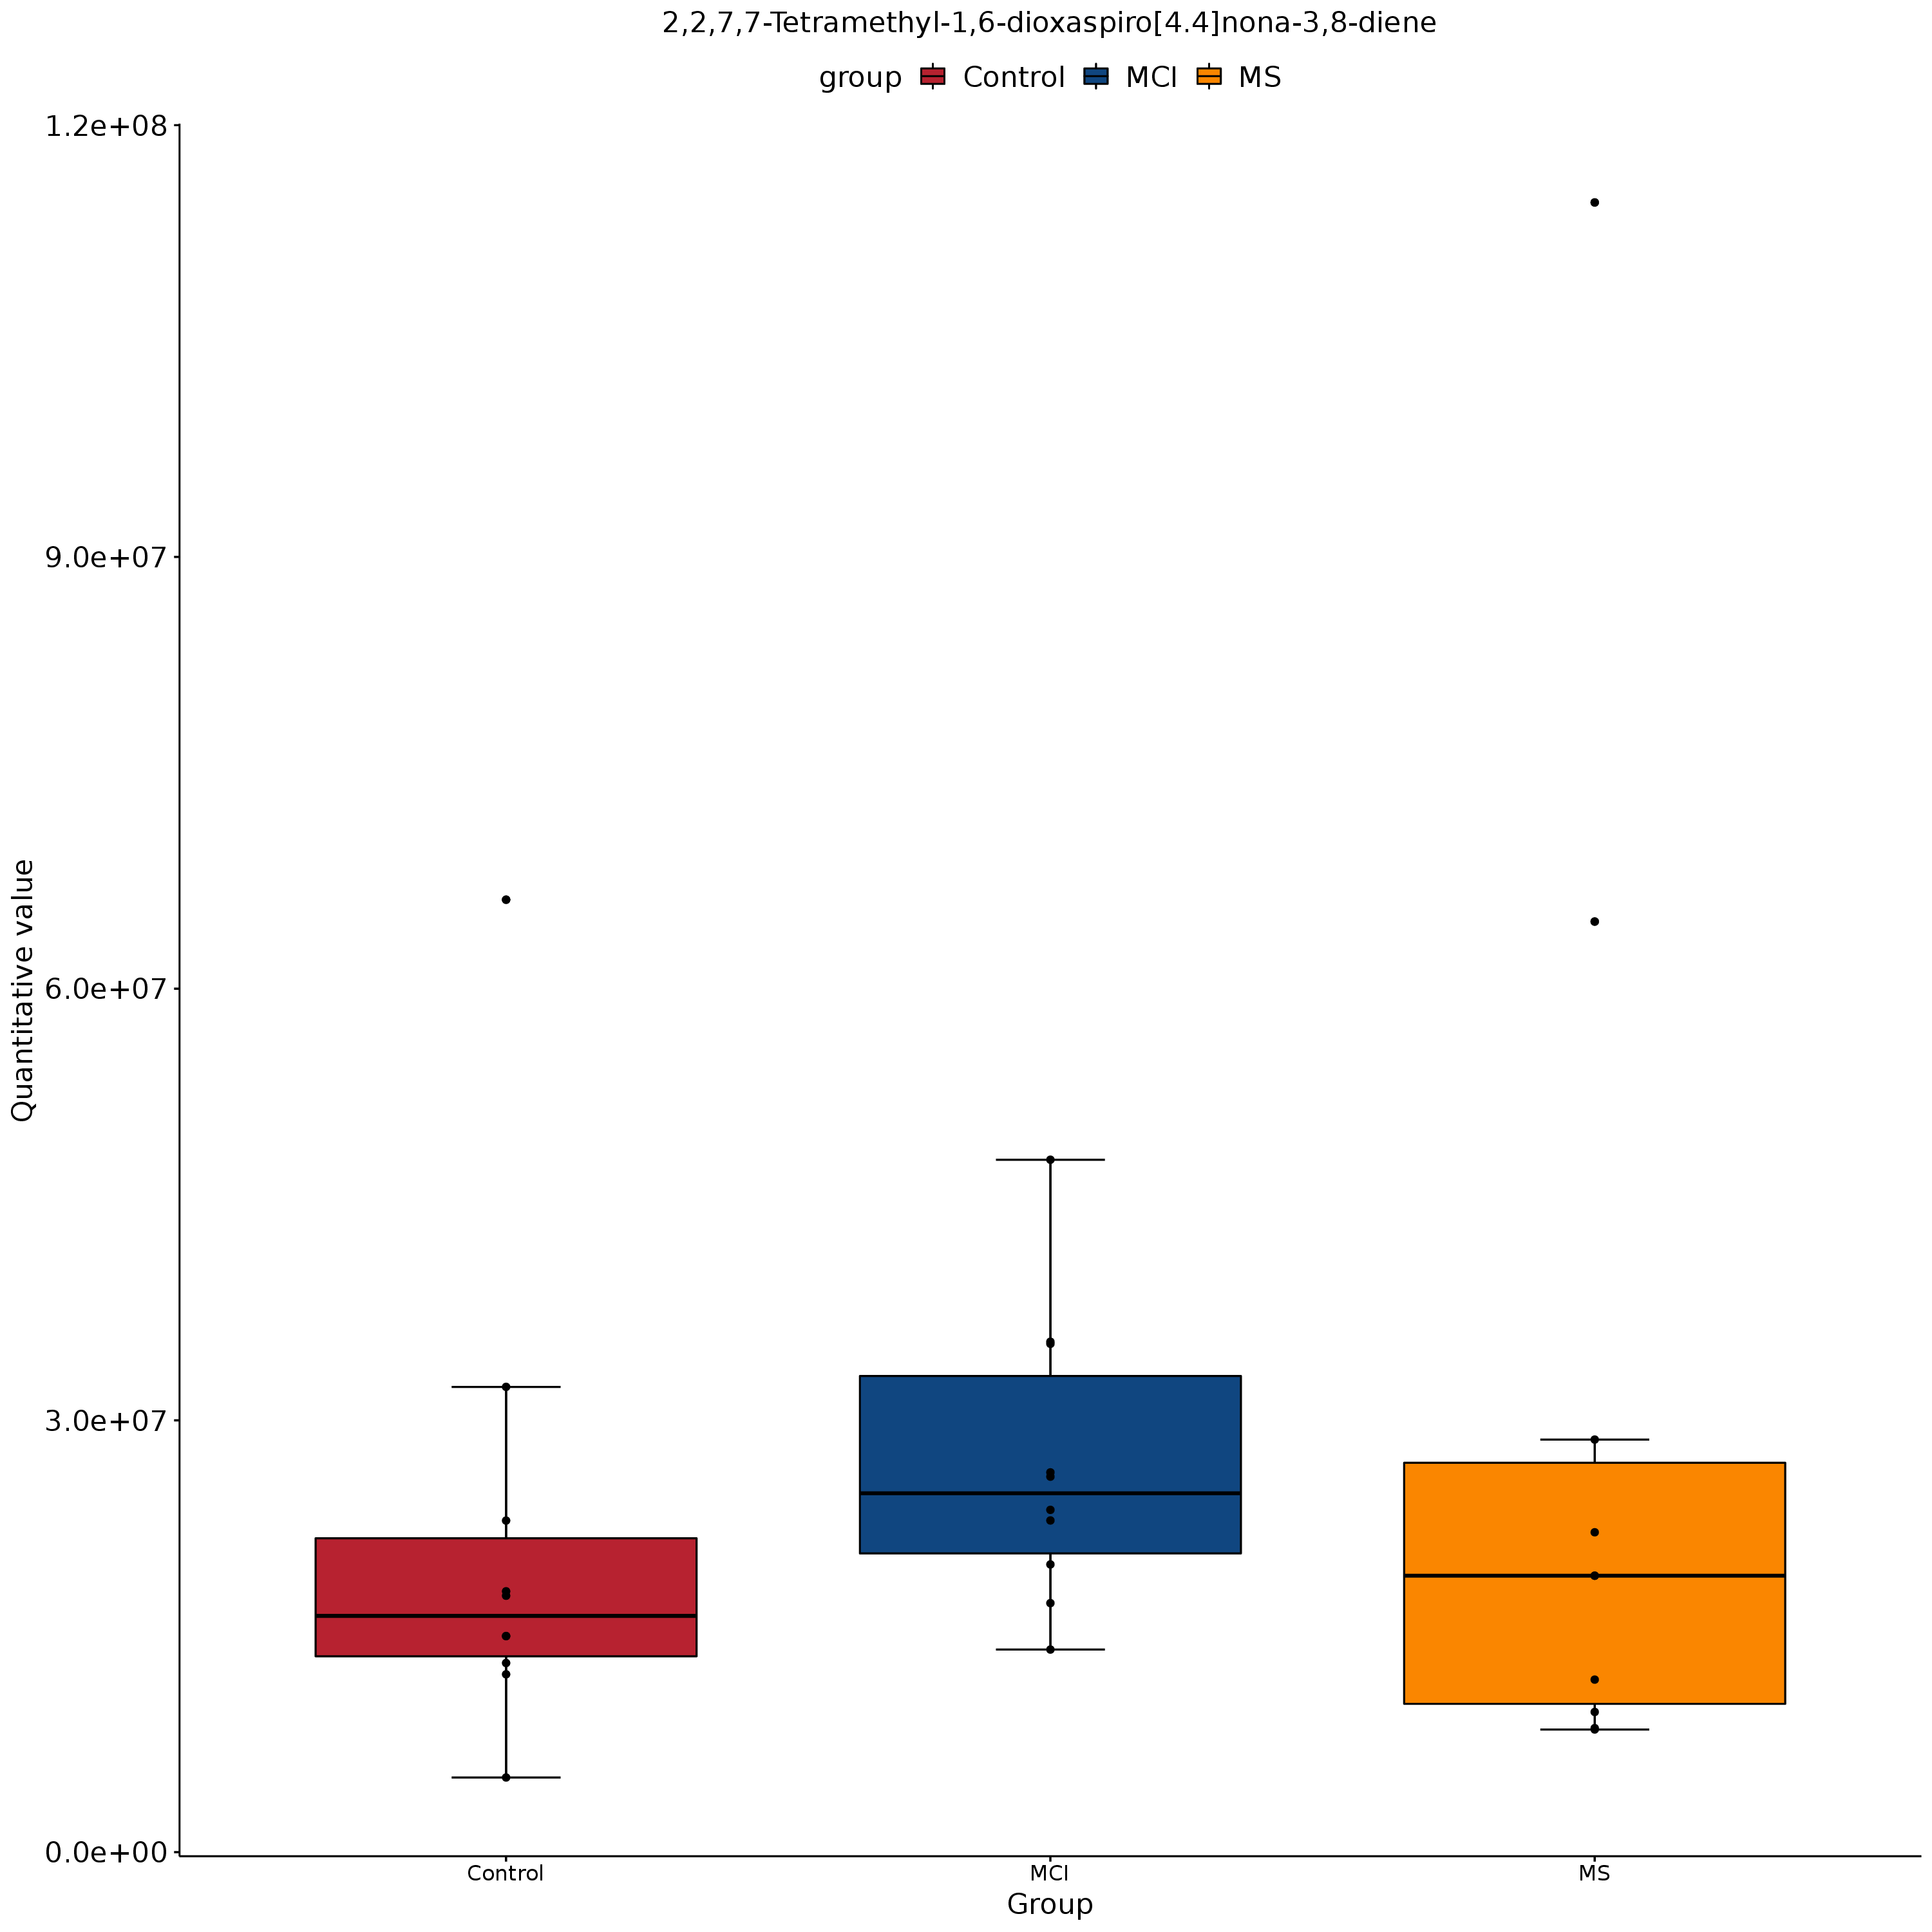 2,2,7,7-Tetramethyl-1,6-dioxaspiro[4.4]nona-3,8-diene
group Control MCI MS
1.2e+08
9.0e+07
6.0e+07
3.0e+07
0.0e+00
Quantitative value
Control MCI MS
Group